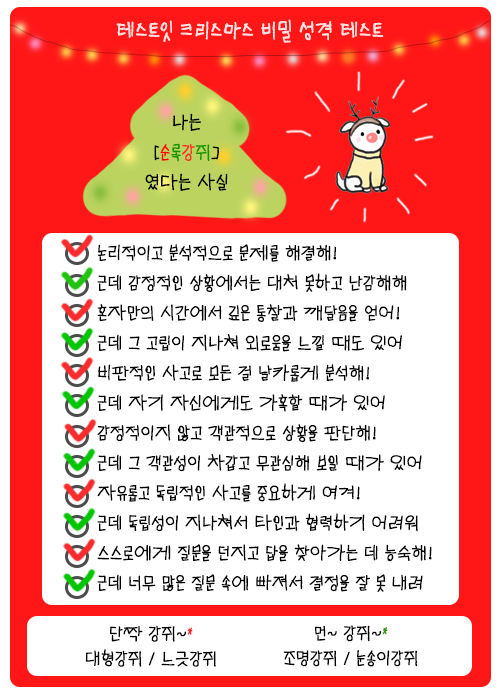 테스트잇 크리스마스 비밀 성격 테스트
나는
[순록강쥐]
였다는 사실
논리적이고 분석적으로 문제를 해결해!
근데 감정적인 상황에서는 대처 못하고 난감해해
혼자만의 시간에서 깊은 통찰과 깨달음을 얻어!
근데 그 고립이 지나쳐 외로움을 느낄 때도 있어
비판적인 사고로 모든 걸 날카롭게 분석해!
근데 자기 자신에게도 가혹할 때가 있어
감정적이지 않고 객관적으로 상황을 판단해!
근데 그 객관성이 차갑고 무관심해 보일 때가 있어
자유롭고 독립적인 사고를 중요하게 여겨!
근데 독립성이 지나쳐서 타인과 협력하기 어려워
스스로에게 질문을 던지고 답을 찾아가는 데 능숙해!
근데 너무 많은 질문 속에 빠져서 결정을 잘 못 내려
단짝 강쥐~* 먼~ 강쥐~*
대형강쥐 / 느긋강쥐 조명강쥐 / 눈송이강쥐